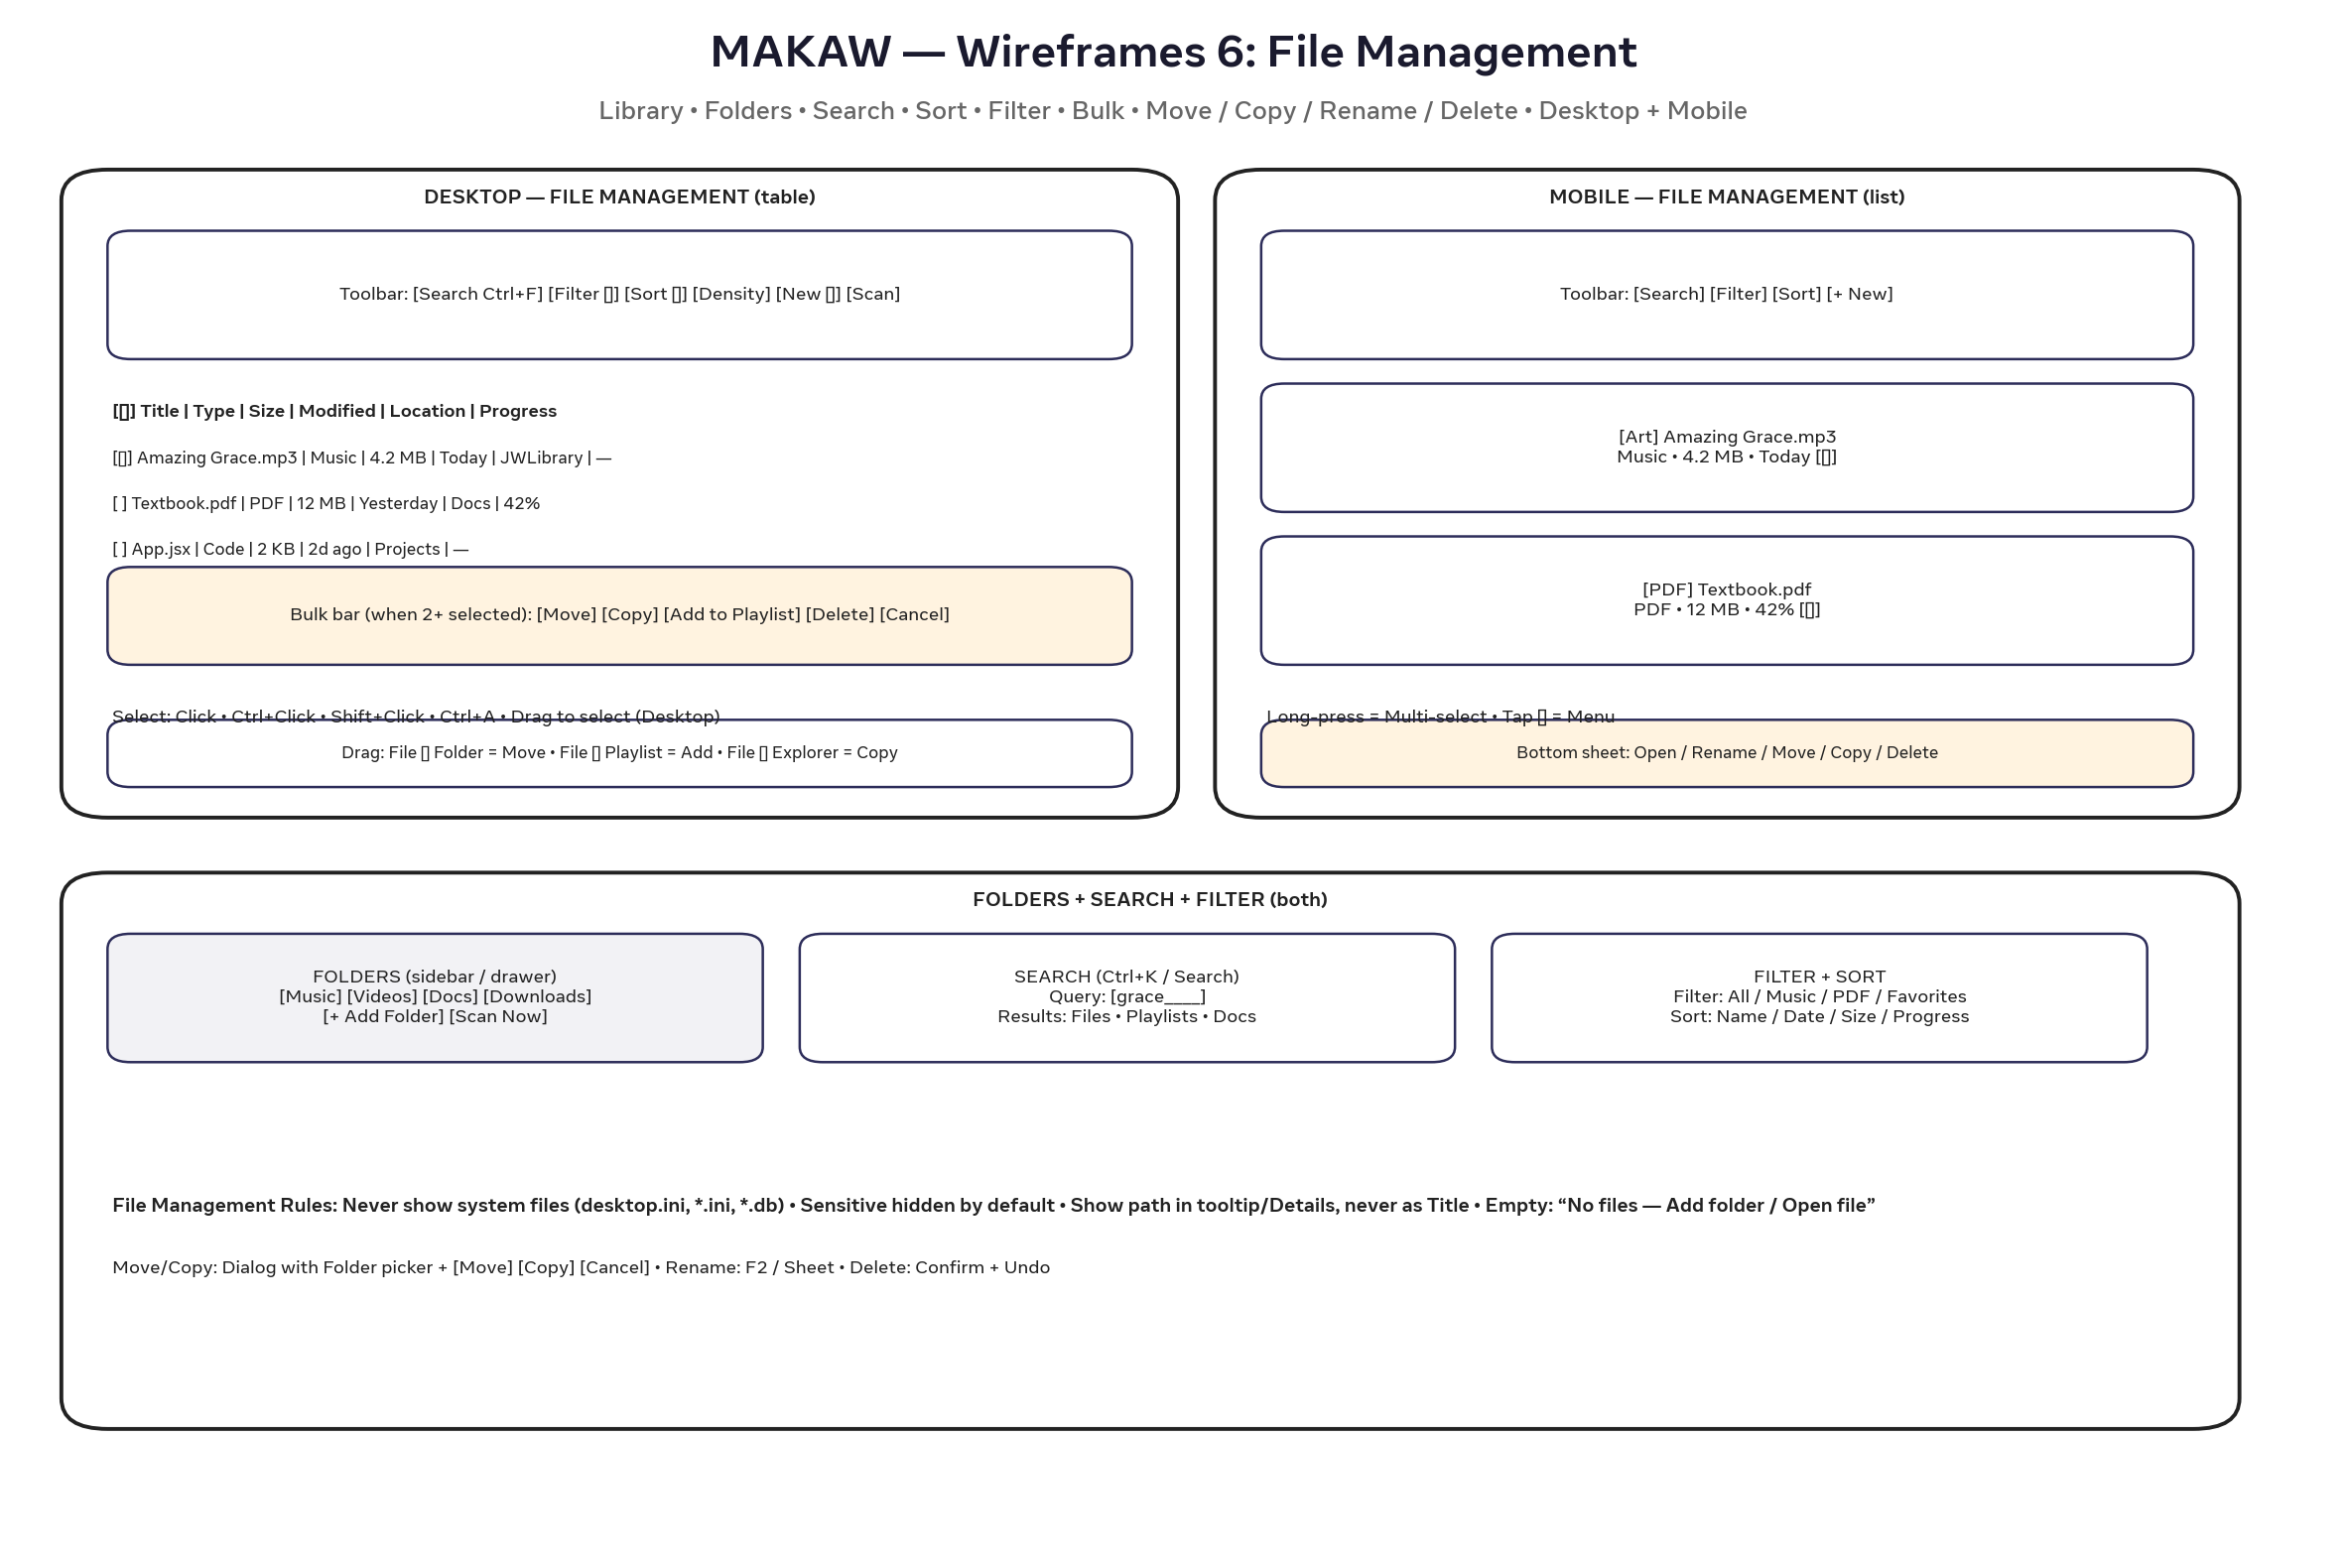 MAKAW — Wireframes 6: File Management
Library • Folders • Search • Sort • Filter • Bulk • Move / Copy / Rename / Delete • Desktop + Mobile
DESKTOP — FILE MANAGEMENT (table)
Toolbar: [Search Ctrl+F] [Filter ▯] [Sort ▯] [Density] [New ▯] [Scan]
[▯] Title | Type | Size | Modified | Location | Progress
[▯] Amazing Grace.mp3 | Music | 4.2 MB | Today | JWLibrary | —
[ ] Textbook.pdf | PDF | 12 MB | Yesterday | Docs | 42%
[ ] App.jsx | Code | 2 KB | 2d ago | Projects | —
Bulk bar (when 2+ selected): [Move] [Copy] [Add to Playlist] [Delete] [Cancel]
Select: Click • Ctrl+Click • Shift+Click • Ctrl+A • Drag to select (Desktop)
Drag: File ▯ Folder = Move • File ▯ Playlist = Add • File ▯ Explorer = Copy
MOBILE — FILE MANAGEMENT (list)
Toolbar: [Search] [Filter] [Sort] [+ New]
[Art] Amazing Grace.mp3
Music • 4.2 MB • Today [▯]
[PDF] Textbook.pdf
PDF • 12 MB • 42% [▯]
Long-press = Multi-select • Tap ▯ = Menu
Bottom sheet: Open / Rename / Move / Copy / Delete
FOLDERS + SEARCH + FILTER (both)
FOLDERS (sidebar / drawer)
[Music] [Videos] [Docs] [Downloads]
[+ Add Folder] [Scan Now]
SEARCH (Ctrl+K / Search)
Query: [grace____]
Results: Files • Playlists • Docs
FILTER + SORT
Filter: All / Music / PDF / Favorites
Sort: Name / Date / Size / Progress
File Management Rules: Never show system files (desktop.ini, *.ini, *.db) • Sensitive hidden by default • Show path in tooltip/Details, never as Title • Empty: “No files — Add folder / Open file”
Move/Copy: Dialog with Folder picker + [Move] [Copy] [Cancel] • Rename: F2 / Sheet • Delete: Confirm + Undo